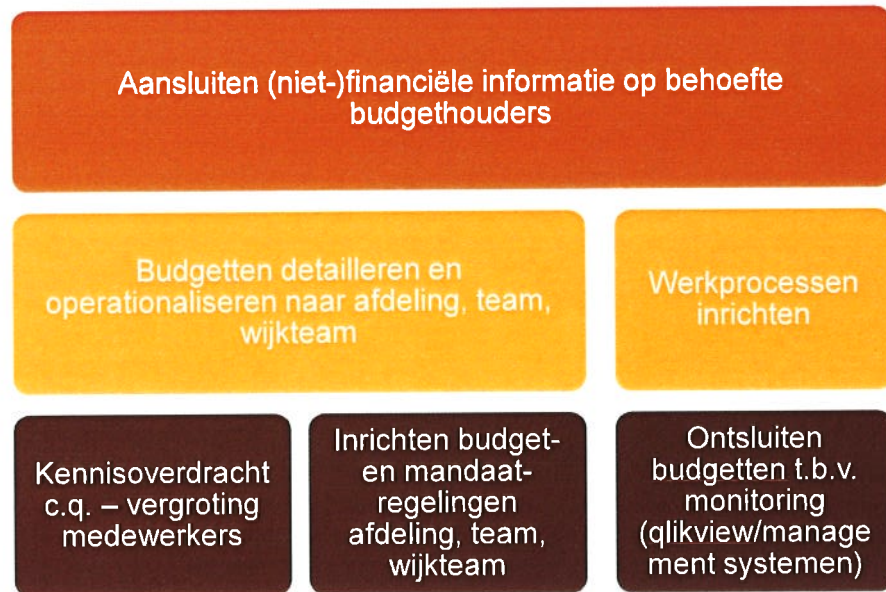 Aansluiten (niet-)financiële informatie op behoefte
budgethouders
Budgetten detailleren en
operationaliseren naar afdeling, team,
wijkteam
Werkprocessen
inrichten
Kennisoverdracht
c.q. – vergroting
medewerkers
Inrichten budget-
en mandaat-
regelingen
afdeling, team,
wijkteam
Ontsluiten
budgetten t.b.v.
monitoring
(qlikview/manage
ment systemen)